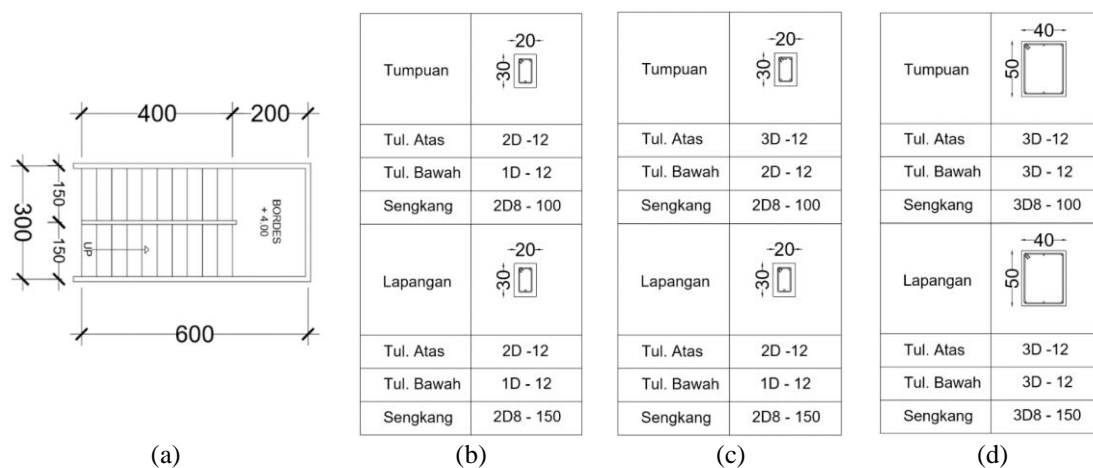 400
200
300
150
150
UP
BORDES
+ 4.00
600
(a)
Tumpuan
20
30
Tul. Atas 2D -12
Tul. Bawah 1D - 12
Sengkang 2D8 - 100
Lapangan
20
30
Tul. Atas 2D -12
Tul. Bawah 1D - 12
Sengkang 2D8 - 150
(b)
Tumpuan
20
30
Tul. Atas 3D -12
Tul. Bawah 2D - 12
Sengkang 2D8 - 100
Lapangan
20
30
Tul. Atas 2D -12
Tul. Bawah 1D - 12
Sengkang 2D8 - 150
(c)
Tumpuan
40
50
Tul. Atas 3D -12
Tul. Bawah 3D - 12
Sengkang 3D8 - 100
Lapangan
40
50
Tul. Atas 3D -12
Tul. Bawah 3D - 12
Sengkang 3D8 - 150
(d)